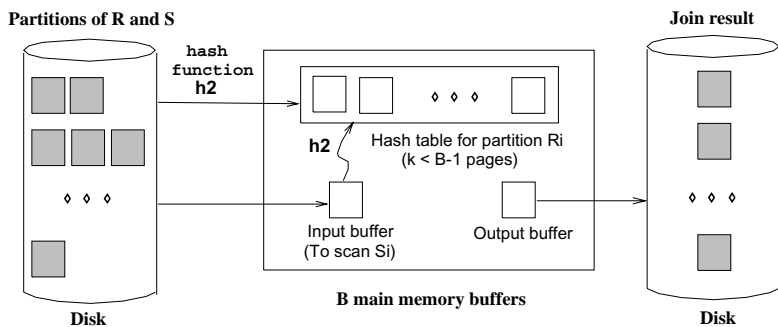 Partitions of R and S
Join result
hash
function
h2
h2
Hash table for partition Ri
(k < B-1 pages)
Input buffer
(To scan Si)
Output buffer
B main memory buffers
Disk
Disk